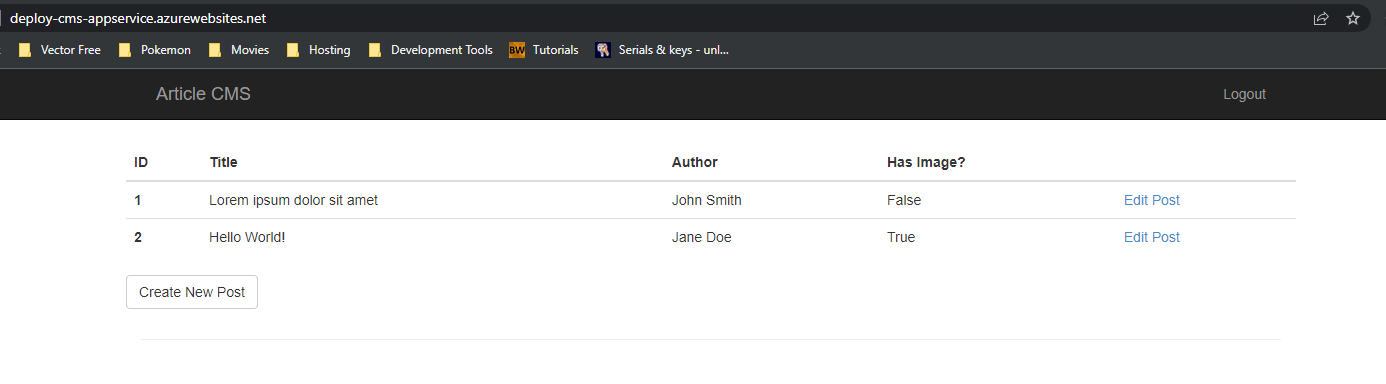 deploy-cms-appservice.azurewebsites.net
Vector Free Pokemon Movies Hosting Development Tools BW Tutorials Serials & keys - unl...
Article CMS Logout
ID Title Author Has Image?
1 Lorem ipsum dolor sit amet John Smith False Edit Post
2 Hello World! Jane Doe True Edit Post
Create New Post